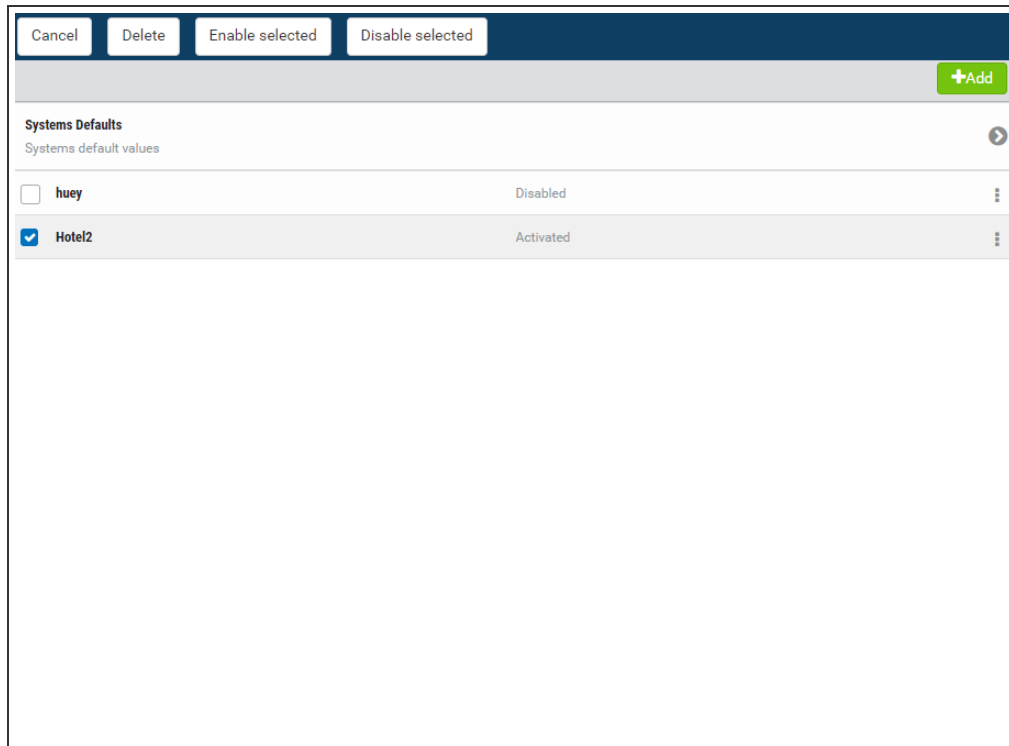 Cancel Delete Enable selected Disable selected
+Add
Systems Defaults
Systems default values
huey Disabled
Hotel2 Activated